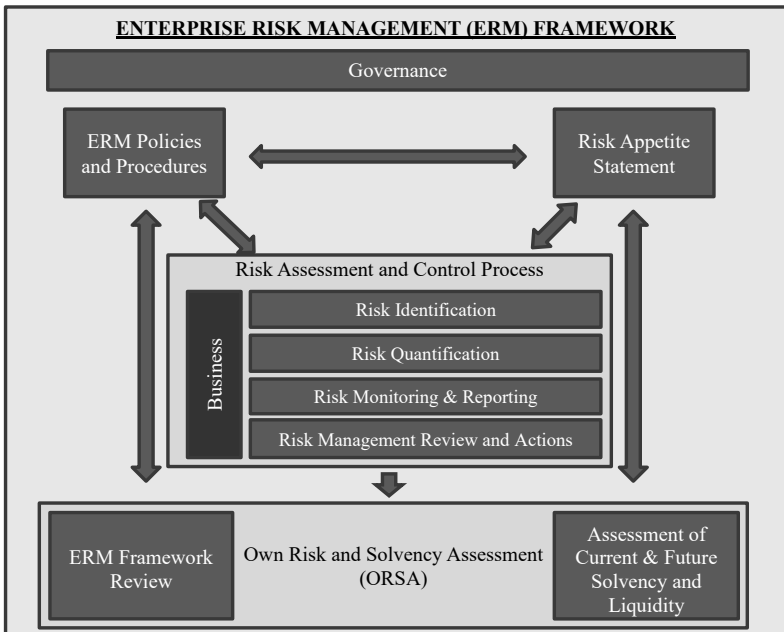 ENTERPRISE RISK MANAGEMENT (ERM) FRAMEWORK
Governance
ERM Policies
and Procedures
Risk Appetite
Statement
Risk Assessment and Control Process
Business
Risk Identification
Risk Quantification
Risk Monitoring & Reporting
Risk Management Review and Actions
ERM Framework
Review
Own Risk and Solvency Assessment
(ORSA)
Assessment of
Current & Future
Solvency and
Liquidity